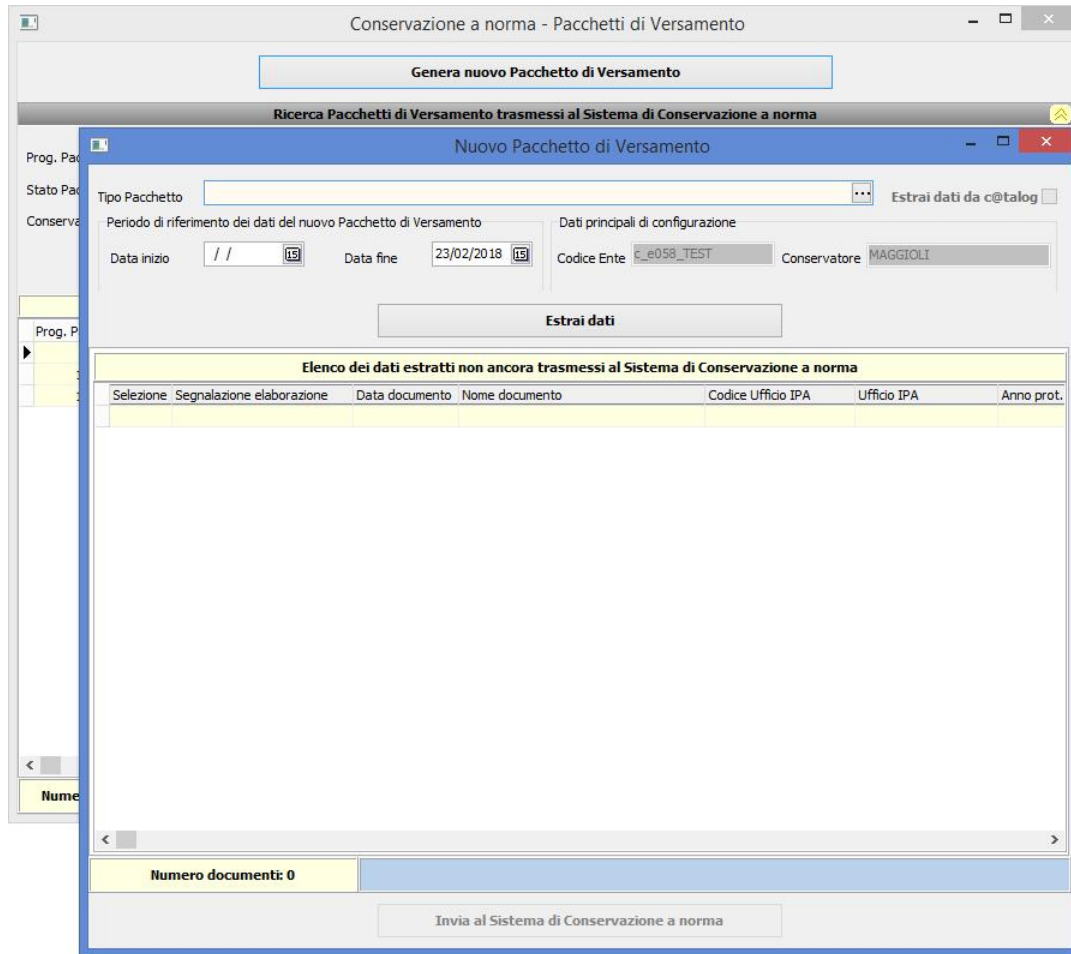 Conservazione a norma - Pacchetti di Versamento
Genera nuovo Pacchetto di Versamento
Ricerca Pacchetti di Versamento trasmessi al Sistema di Conservazione a norma
Prog. Pac
Stato Pac
Conserva
Prog. P
Nume
Nuovo Pacchetto di Versamento
Tipo Pacchetto ... Estrai dati da c@talog
Periodo di riferimento dei dati del nuovo Pacchetto di Versamento Dati principali di configurazione
Data inizio / / 15 Data fine 23/02/2018 15 Codice Ente c_e058_TEST Conservatore MAGGIOLI
Estrai dati
Elenco dei dati estratti non ancora trasmessi al Sistema di Conservazione a norma
Selezione Segnalazione elaborazione Data documento Nome documento Codice Ufficio IPA Ufficio IPA Anno prot.
Numero documenti: 0
Invia al Sistema di Conservazione a norma